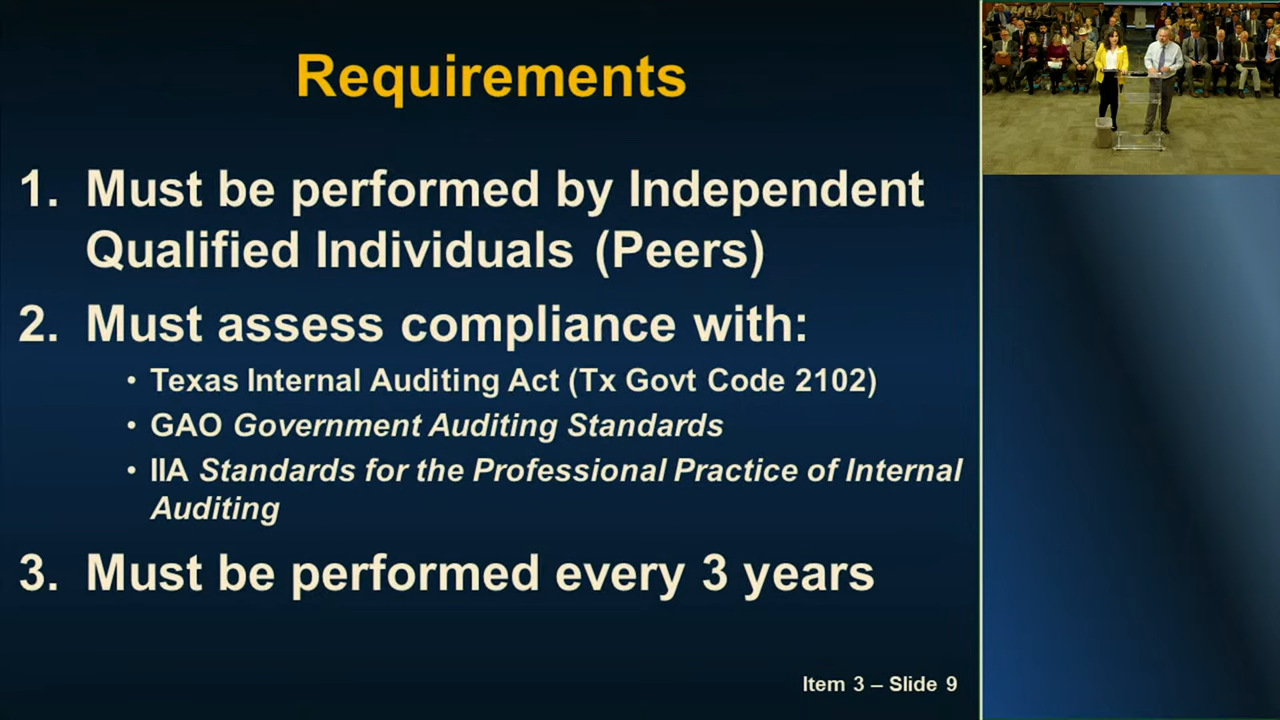 Requirements
1. Must be performed by Independent
Qualified Individuals (Peers)
2. Must assess compliance with:
• Texas Internal Auditing Act (Tx Govt Code 2102)
• GAO Government Auditing Standards
• IIA Standards for the Professional Practice of Internal
Auditing
3. Must be performed every 3 years
Item 3 – Slide 9